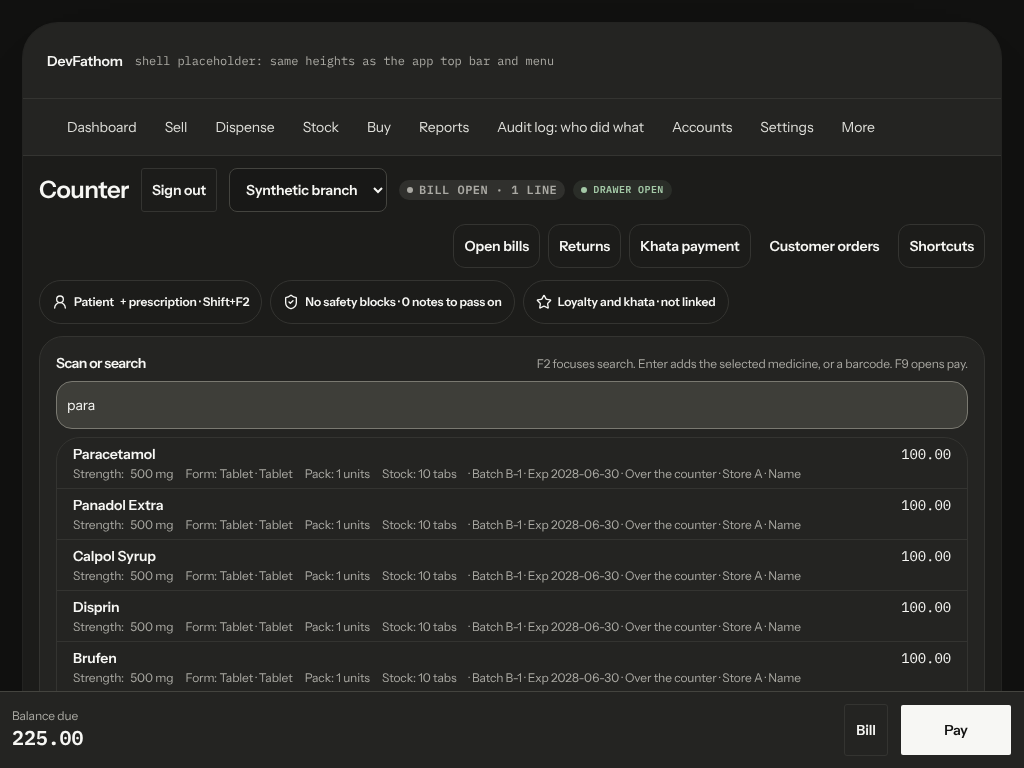 DevFathom shell placeholder: same heights as the app top bar and menu
Dashboard Sell Dispense Stock Buy Reports Audit log: who did what Accounts Settings More
Counter Sign out Synthetic branch BILL OPEN · 1 LINE DRAWER OPEN
Open bills Returns Khata payment Customer orders Shortcuts
Patient + prescription · Shift+F2 No safety blocks · 0 notes to pass on Loyalty and khata · not linked
Scan or search F2 focuses search. Enter adds the selected medicine, or a barcode. F9 opens pay.
para
Paracetamol 100.00
Strength: 500 mg Form: Tablet · Tablet Pack: 1 units Stock: 10 tabs · Batch B-1 · Exp 2028-06-30 · Over the counter · Store A · Name
Panadol Extra 100.00
Strength: 500 mg Form: Tablet · Tablet Pack: 1 units Stock: 10 tabs · Batch B-1 · Exp 2028-06-30 · Over the counter · Store A · Name
Calpol Syrup 100.00
Strength: 500 mg Form: Tablet · Tablet Pack: 1 units Stock: 10 tabs · Batch B-1 · Exp 2028-06-30 · Over the counter · Store A · Name
Disprin 100.00
Strength: 500 mg Form: Tablet · Tablet Pack: 1 units Stock: 10 tabs · Batch B-1 · Exp 2028-06-30 · Over the counter · Store A · Name
Brufen 100.00
Strength: 500 mg Form: Tablet · Tablet Pack: 1 units Stock: 10 tabs · Batch B-1 · Exp 2028-06-30 · Over the counter · Store A · Name
Balance due
225.00 Bill Pay